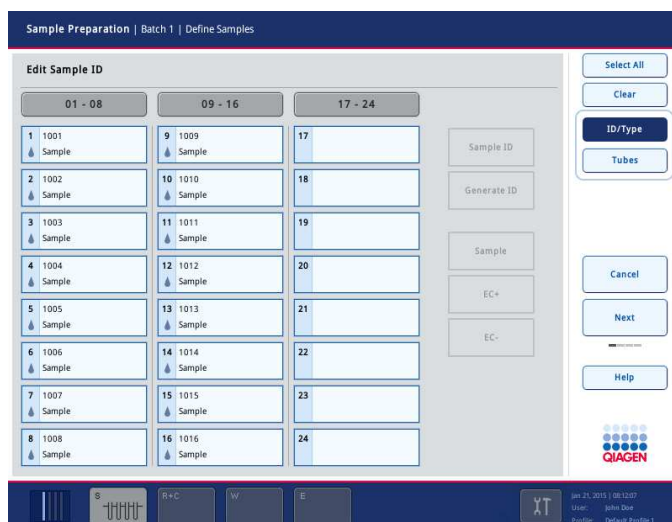 Sample Preparation | Batch 1 | Define Samples
Edit Sample ID
01 - 08
09 - 16
17 - 24
1 1001
Sample
2 1002
Sample
3 1003
Sample
4 1004
Sample
5 1005
Sample
6 1006
Sample
7 1007
Sample
8 1008
Sample
9 1009
Sample
10 1010
Sample
11 1011
Sample
12 1012
Sample
13 1013
Sample
14 1014
Sample
15 1015
Sample
16 1016
Sample
17
18
19
20
21
22
23
24
Sample ID
Generate ID
Sample
EC+
EC-
Select All
Clear
ID/Type
Tubes
Cancel
Next
Help
QIAGEN
S
R+C
W
E
Jan 21, 2015 | 08:12:07
User: John Doe
Profile: Default Profile 1